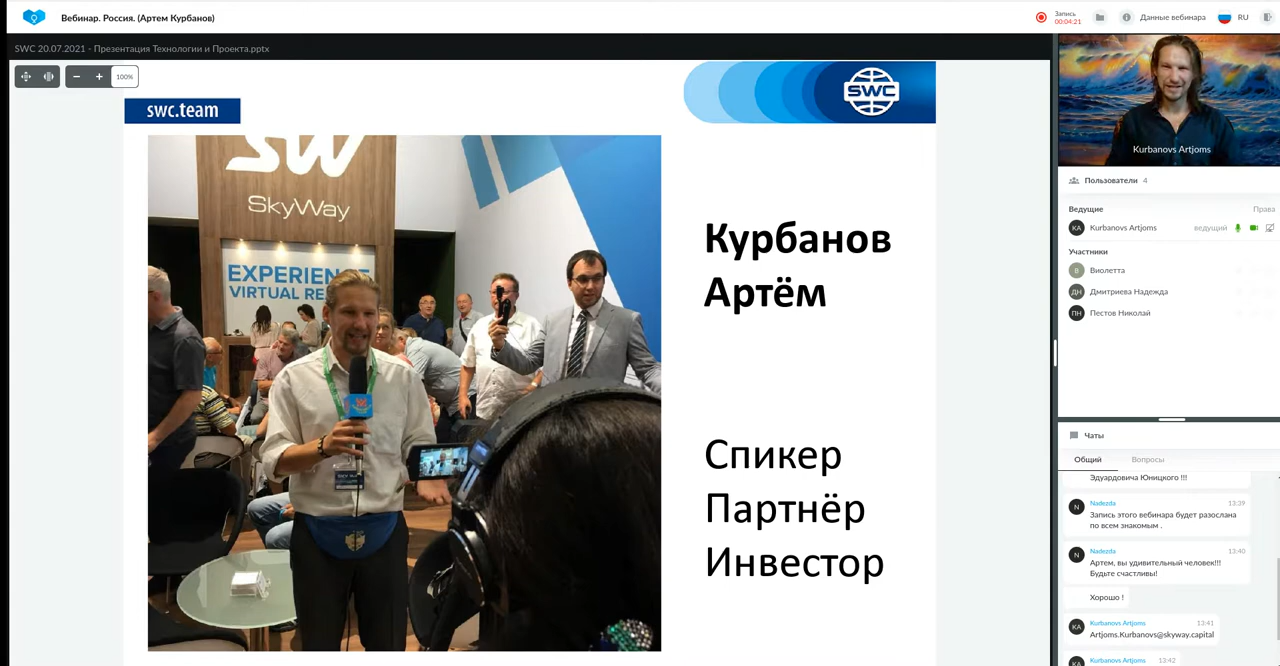 Вебинар. Россия. (Артем Курбанов)
Запись
00:04:21
Данные вебинара
RU
SWC 20.07.2021 - Презентация Технологии и Проекта.pptx
100%
swc.team
SWC
sw
SkyWay
EXPERIENCE
VIRTUAL RE
Курбанов
Артём
Спикер
Партнёр
Инвестор
Kurbanovs Artjoms
Пользователи 4
Ведущие
Права
KA
Kurbanovs Artjoms
ведущий
Участники
В
Виолетта
ДН
Дмитриева Надежда
ПН
Пестов Николай
Чаты
Общий
Вопросы
Эдуардовича Юницкого !!!
N
Nadezda
13:39
Запись этого вебинара будет разослана
по всем знакомым .
N
Nadezda
13:40
Артем, вы удивительный человек!!!
Будьте счастливы!
Хорошо !
KA
Kurbanovs Artjoms
13:41
Artjoms.Kurbanovs@skyway.capital
KA
Kurbanovs Artjoms
13:42